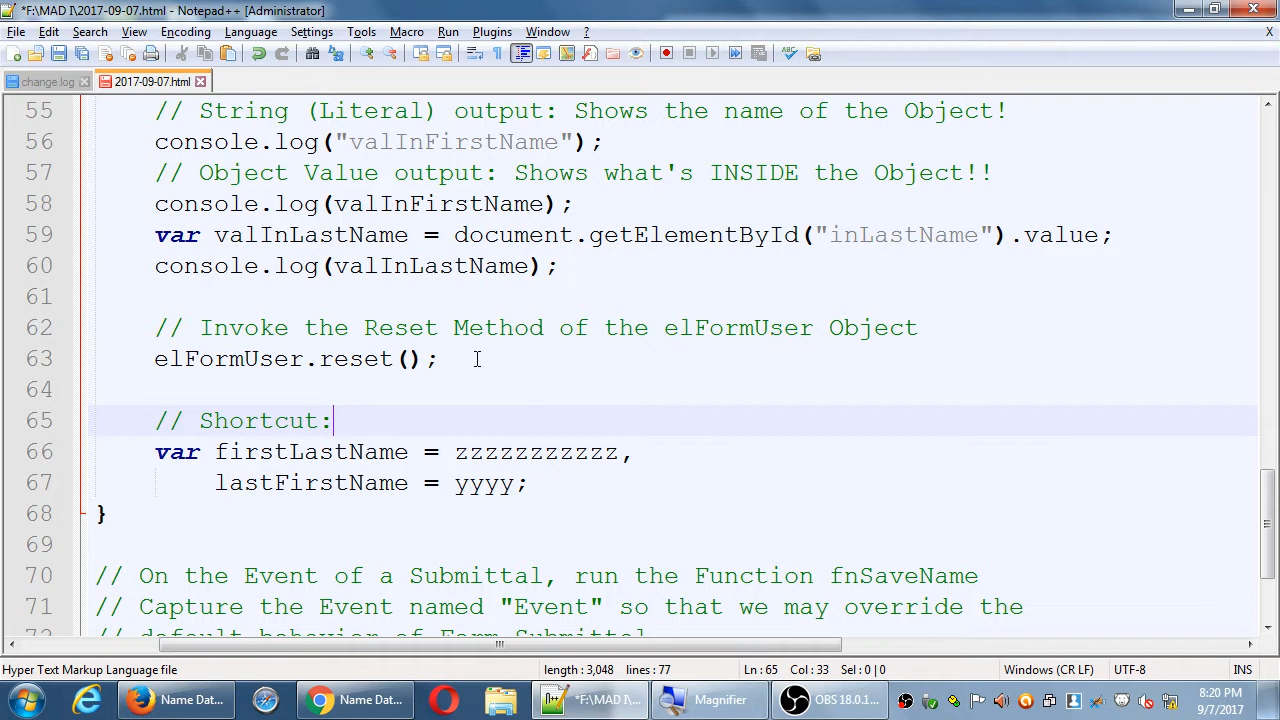 *F:\MAD I\2017-09-07.html - Notepad++ [Administrator]
File Edit Search View Encoding Language Settings Tools Macro Run Plugins Window ? X
change.log 2017-09-07.html
55 // String (Literal) output: Shows the name of the Object!
56 console.log("valInFirstName");
57 // Object Value output: Shows what's INSIDE the Object!!
58 console.log(valInFirstName);
59 var valInLastName = document.getElementById("inLastName").value;
60 console.log(valInLastName);
61
62 // Invoke the Reset Method of the elFormUser Object
63 elFormUser.reset();
64
65 // Shortcut:
66 var firstLastName = zzzzzzzzzzz,
67 lastFirstName = yyyy;
68 }
69
70 // On the Event of a Submittal, run the Function fnSaveName
71 // Capture the Event named "Event" so that we may override the
72 // default behavior of Form Submittal
Hyper Text Markup Language file length : 3,048 lines : 77 Ln : 65 Col : 33 Sel : 0 | 0 Windows (CR LF) UTF-8 INS
Name Dat... Name Dat... *F:\MAD I\... Magnifier OBS 18.0.1... 8:20 PM
9/7/2017